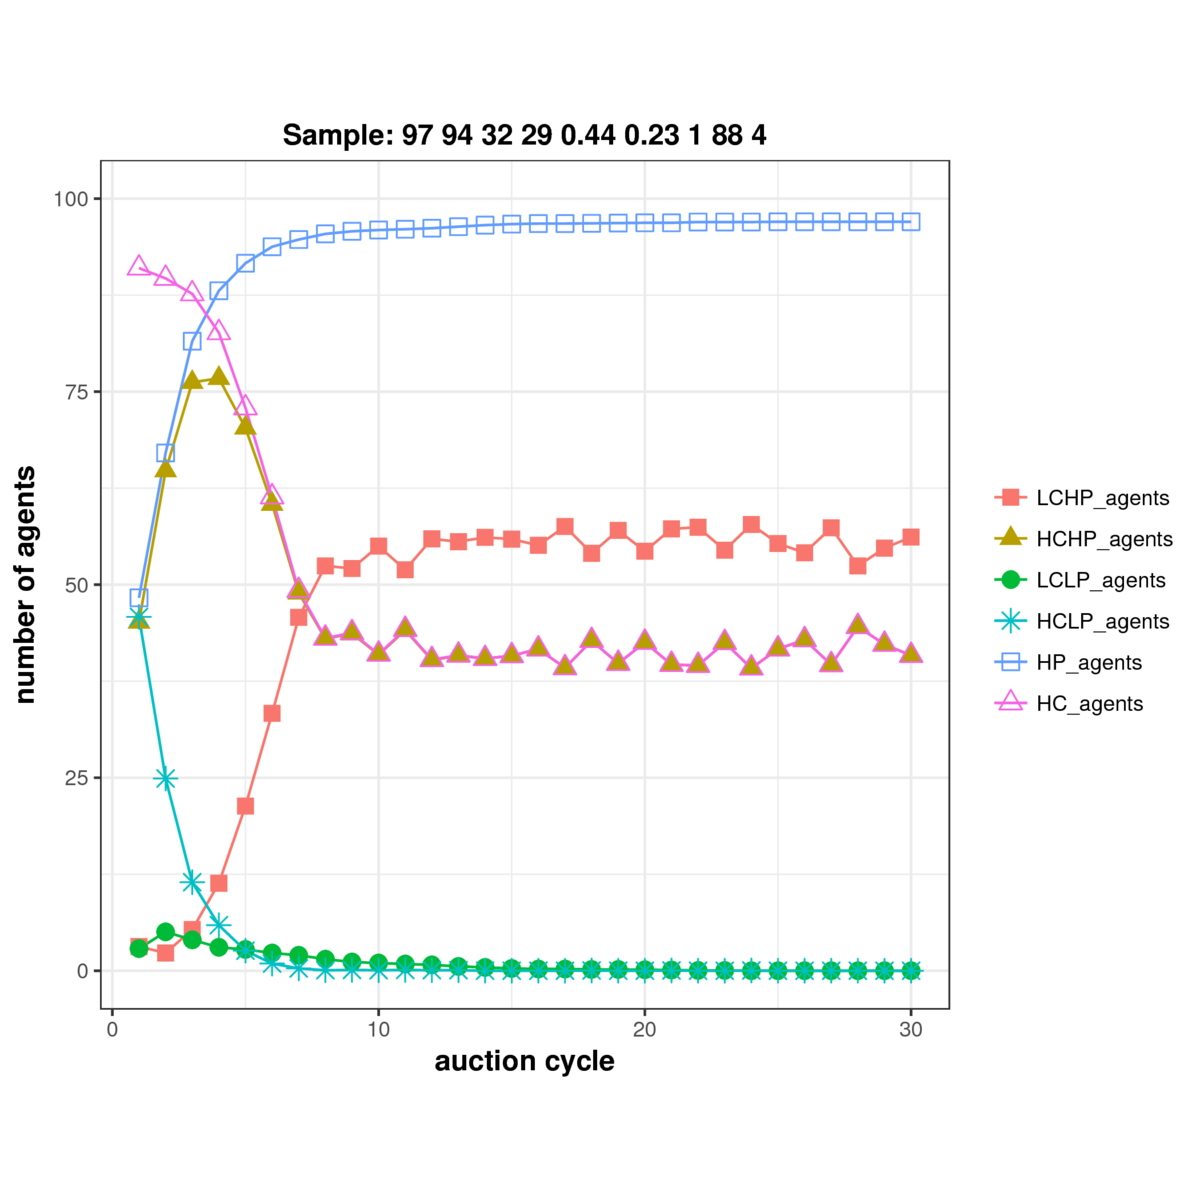 Sample: 97 94 32 29 0.44 0.23 1 88 4
number of agents
100
75
50
25
0
0 10 20 30
auction cycle
LCHP_agents
HCHP_agents
LCLP_agents
HCLP_agents
HP_agents
HC_agents